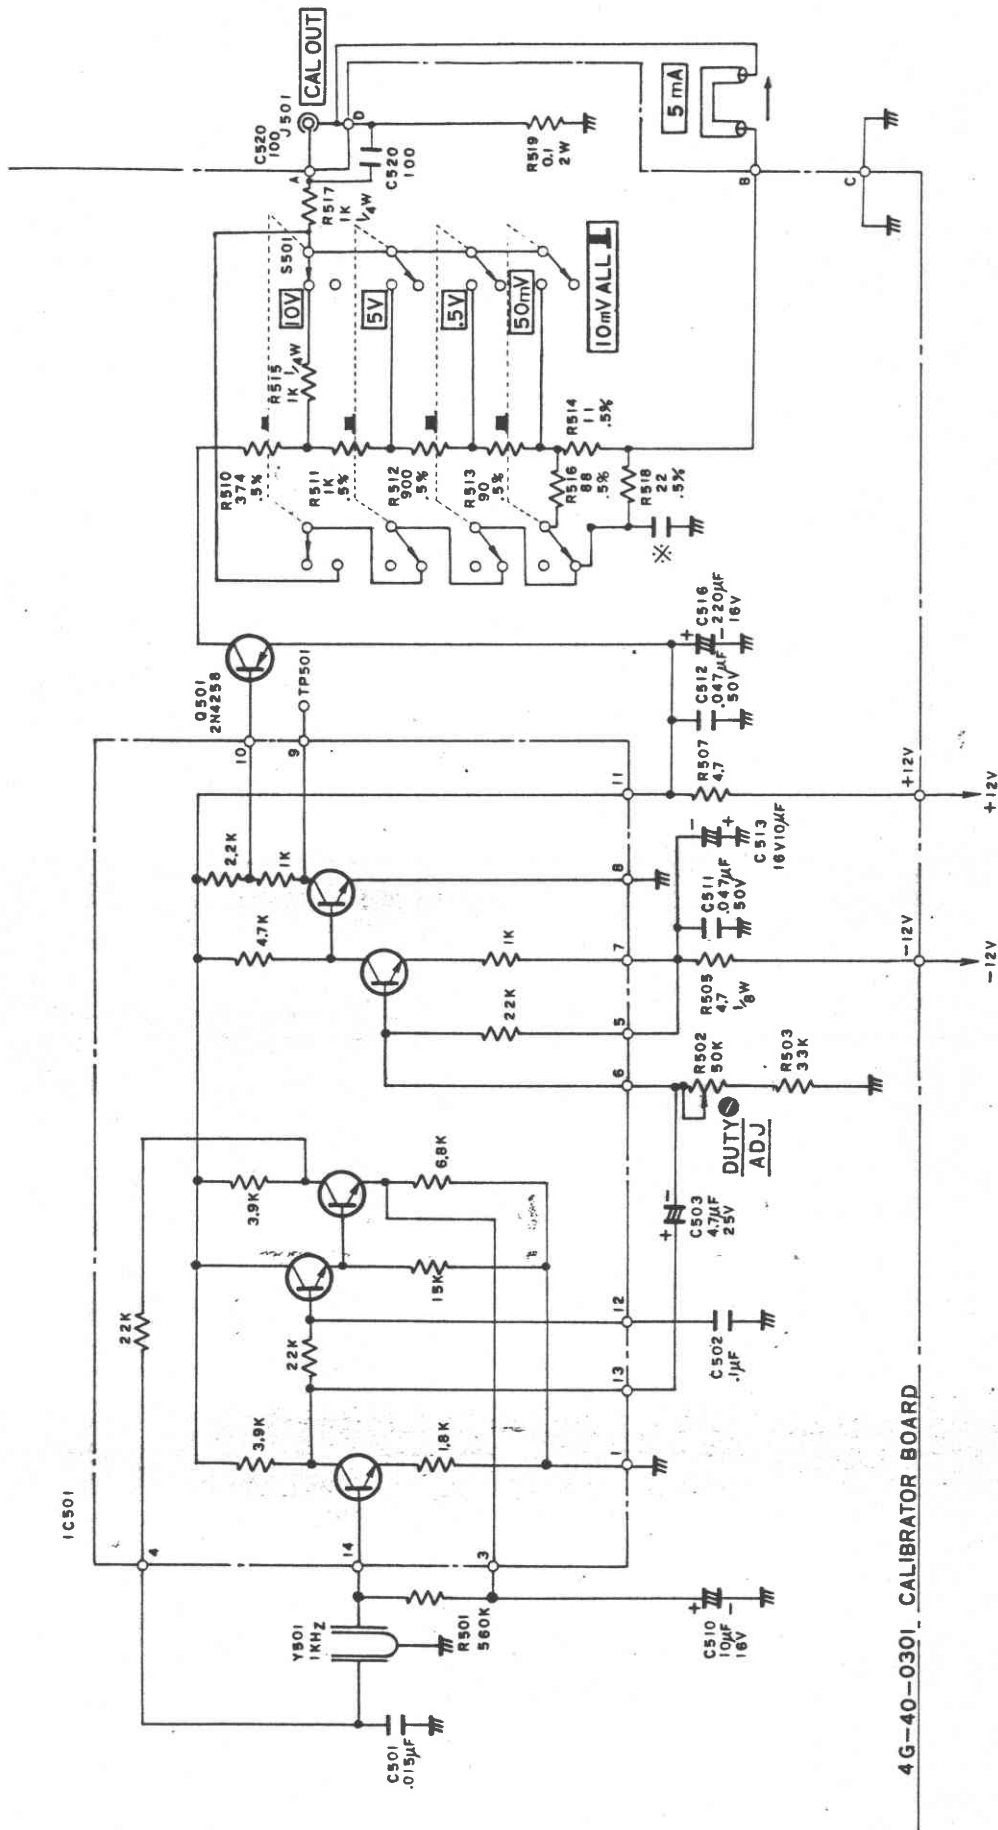 CAL OUT
J501
C520
100
A
D
C520
100
R517
1K
1/4W
R519
0.1
2W
5 mA
B
C
S501
10V
5V
.5V
50mV
10mV ALL
R515
1K 1/4W
R510
374
.5%
R511
1K
.5%
R512
900
.5%
R513
90
.5%
R514
11
.5%
R516
88
.5%
R518
22
.5%
※
Q501
2N4258
TP501
10
9
11
8
7
5
6
12
13
1
3
14
4
C516
220µF
16V
C512
.047µF
50V
R507
4.7
+12V
+12V
C513
16V10µF
C511
.047µF
50V
R505
4.7
1/8W
-12V
-12V
2.2K
1K
4.7K
1K
22K
R502
50K
R503
33K
DUTY
ADJ
C503
4.7µF
25V
3.9K
6.8K
15K
22K
22K
3.9K
1.8K
C502
.1µF
IC501
Y501
1KHZ
R501
560K
C510
10µF
16V
C501
.015µF
4G-40-0301 CALIBRATOR BOARD